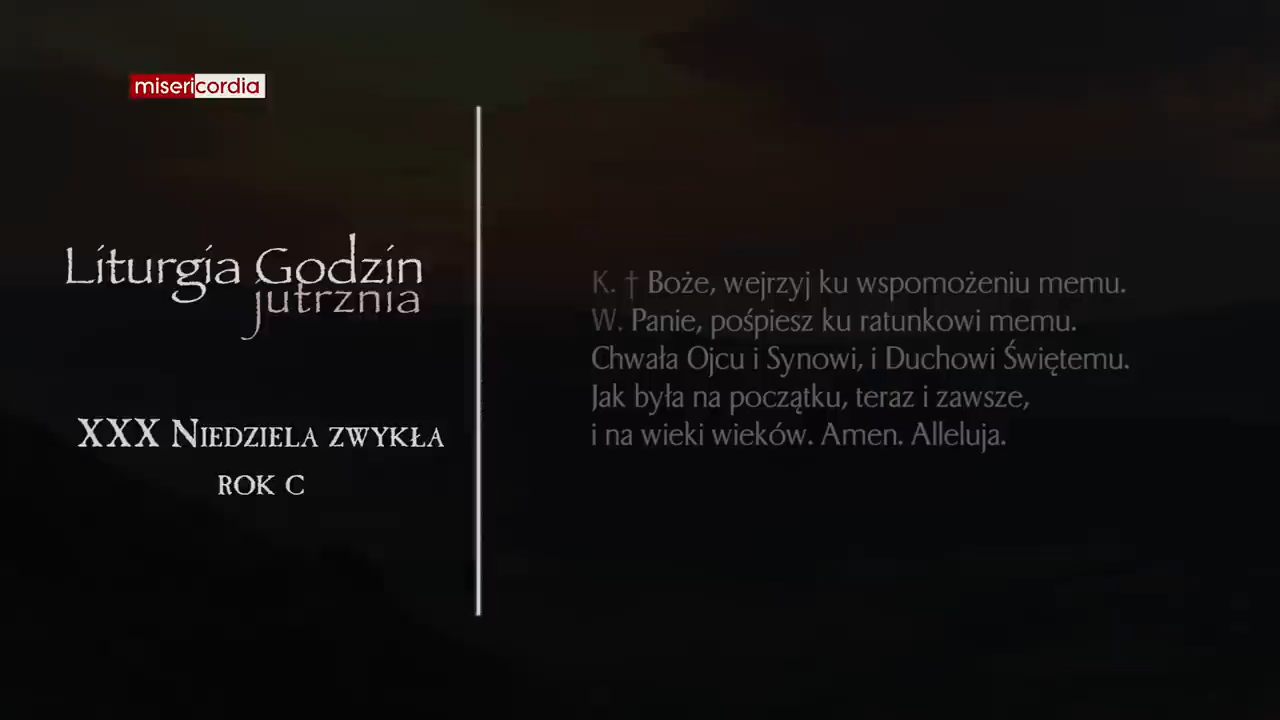 misericordia
Liturgia Godzin
jutrznia
XXX Niedziela zwykła
rok C
K. † Boże, wejrzyj ku wspomożeniu memu.
W. Panie, pośpiesz ku ratunkowi memu.
Chwała Ojcu i Synowi, i Duchowi Świętemu.
Jak była na początku, teraz i zawsze,
i na wieki wieków. Amen. Alleluja.